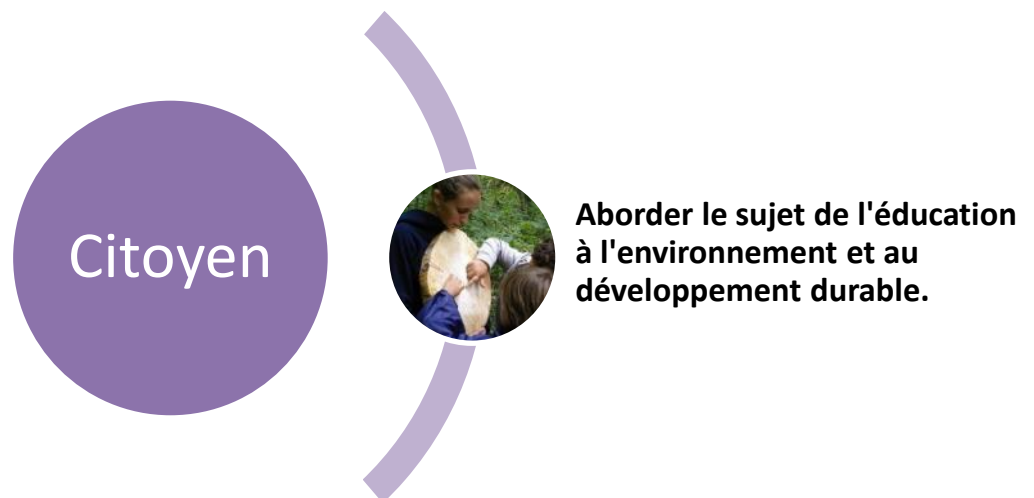 Citoyen
Aborder le sujet de l'éducation
à l'environnement et au
développement durable.